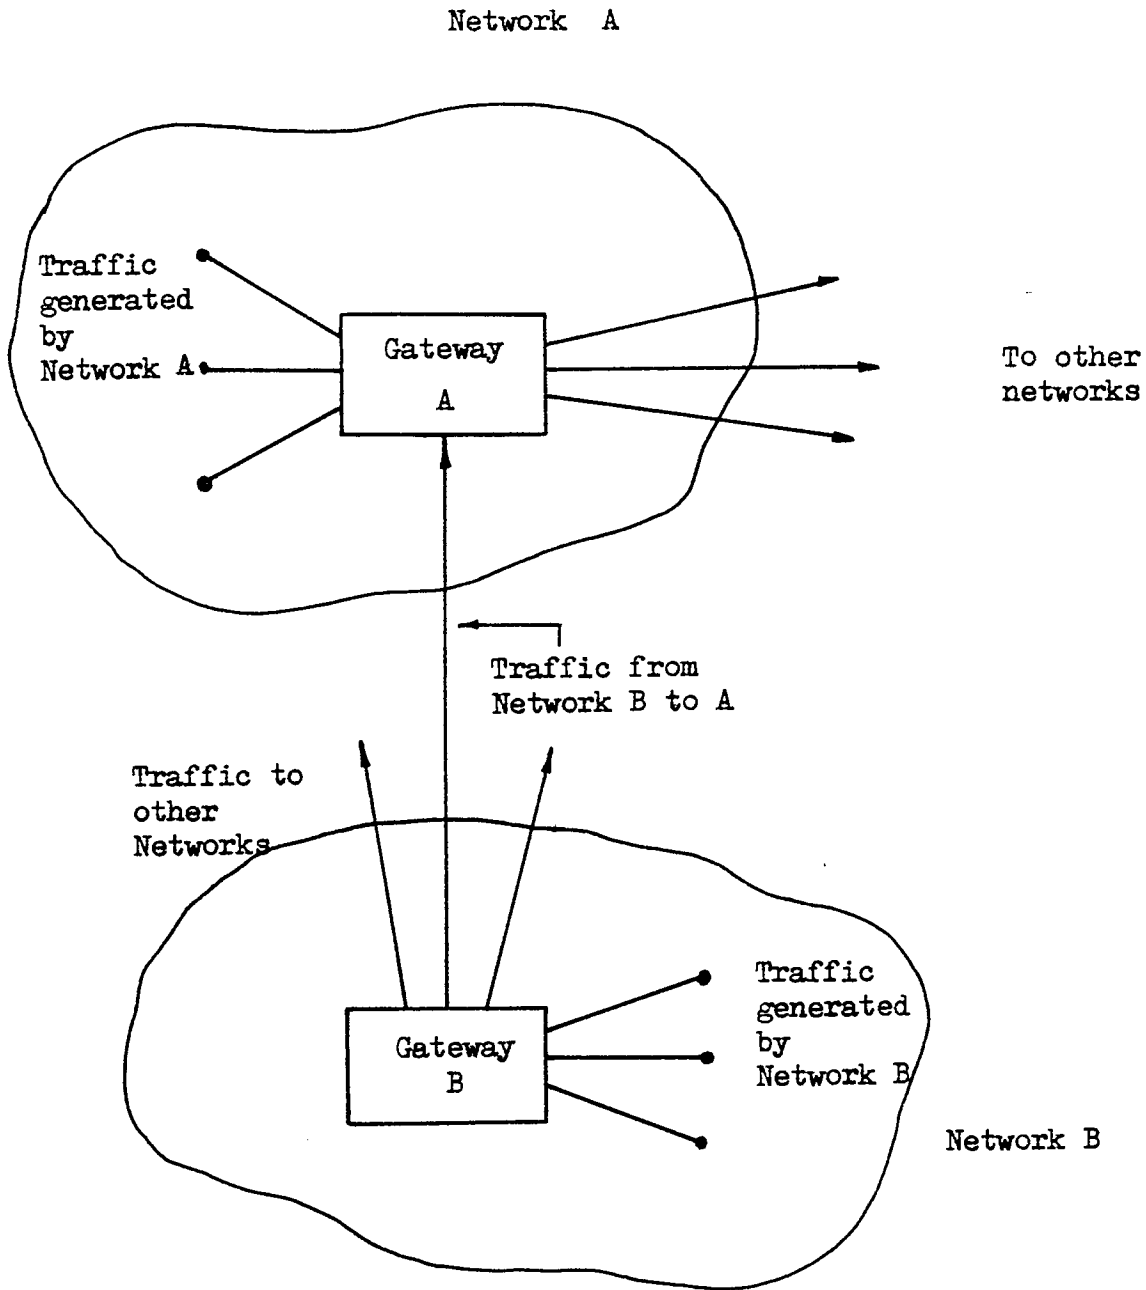 Network A
Traffic
generated
by
Network A
Gateway
A
To other
networks
Traffic from
Network B to A
Traffic to
other
Networks
Gateway
B
Traffic
generated
by
Network B
Network B